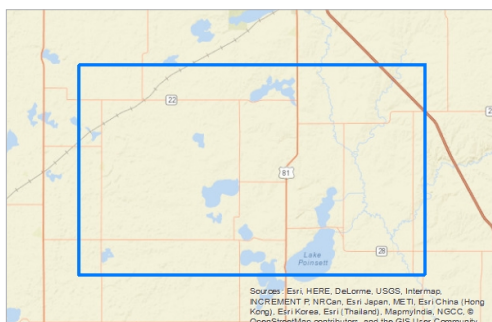 22
2
81
Lake
Poinsett
28
Sources: Esri, HERE, DeLorme, USGS, Intermap,
INCREMENT P, NRCan, Esri Japan, METI, Esri China (Hong
Kong), Esri Korea, Esri (Thailand), MapmyIndia, NGCC, ©
OpenStreetMap contributors, and the GIS User Community